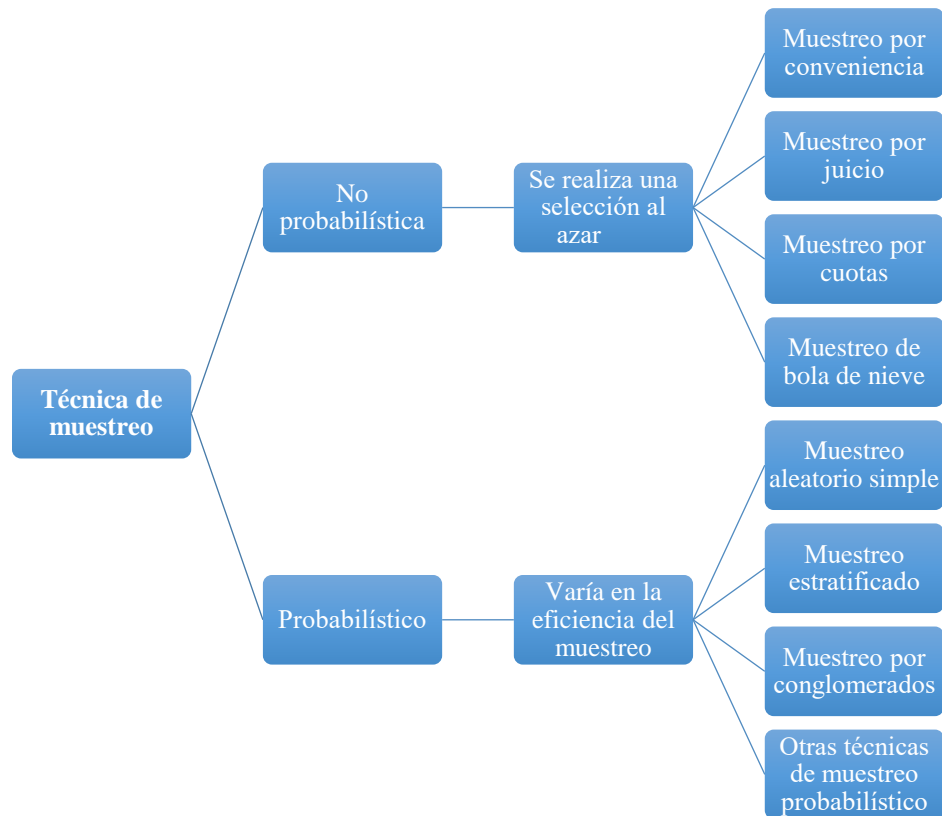 Técnica de
muestreo
No
probabilística
Se realiza una
selección al
azar
Muestreo por
conveniencia
Muestreo por
juicio
Muestreo por
cuotas
Muestreo de
bola de nieve
Probabilístico
Varía en la
eficiencia del
muestreo
Muestreo
aleatorio simple
Muestreo
estratificado
Muestreo por
conglomerados
Otras técnicas
de muestreo
probabilístico